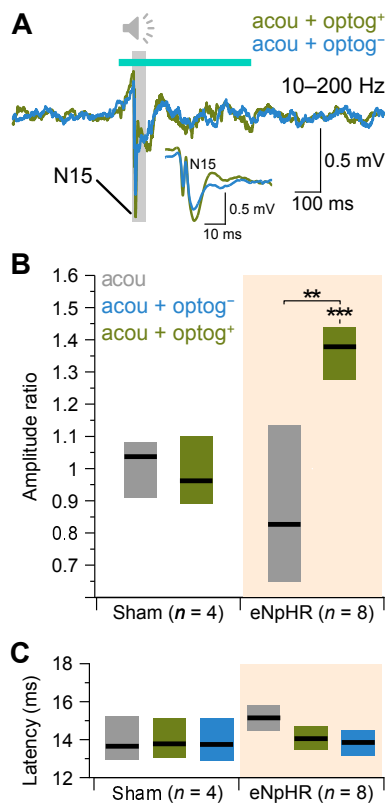 A
acou + optog⁺
acou + optog⁻
10–200 Hz
N15
N15
0.5 mV
100 ms
0.5 mV
10 ms
B
1.6
1.5
1.4
1.3
1.2
1.1
1
0.9
0.8
0.7
Amplitude ratio
acou
acou + optog⁻
acou + optog⁺
**
***
Sham (n = 4)
eNpHR (n = 8)
C
18
16
14
12
Latency (ms)
Sham (n = 4)
eNpHR (n = 8)